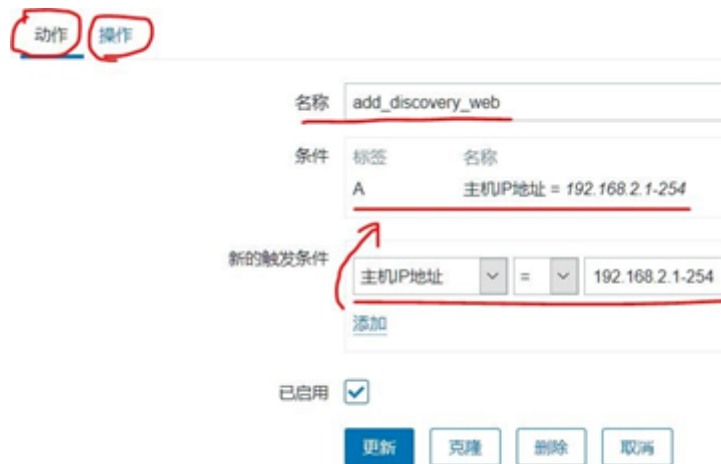 动作 操作
名称 add_discovery_web
条件 标签 名称
A 主机IP地址 = 192.168.2.1-254
新的触发条件
主机IP地址 = 192.168.2.1-254
添加
已启用
更新 克隆 删除 取消